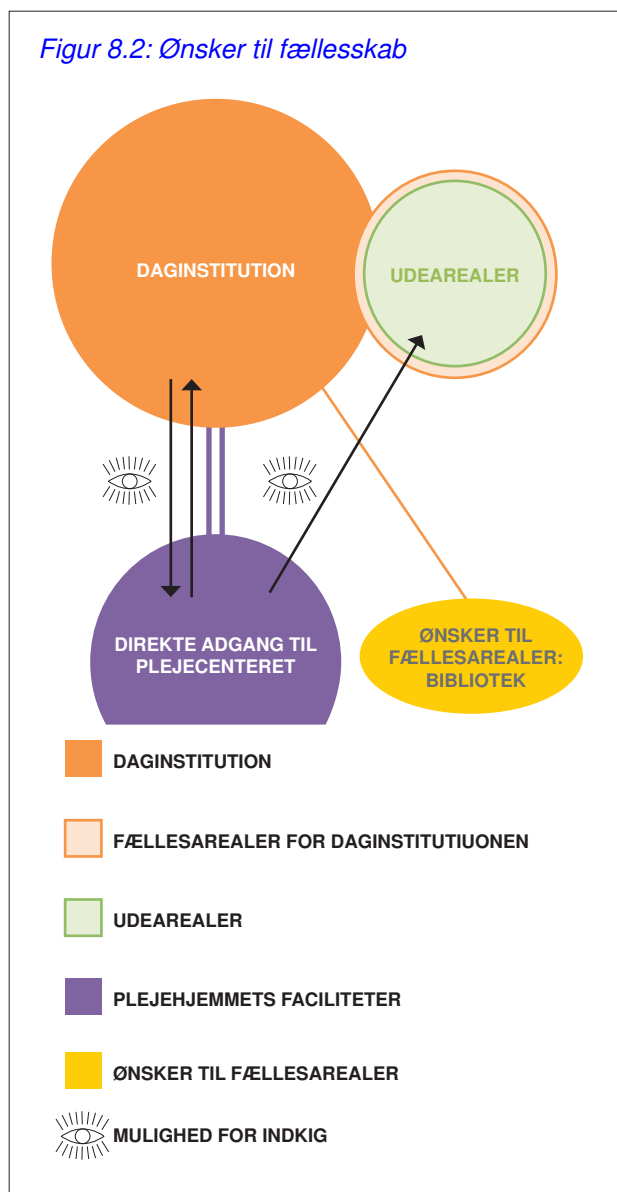 Figur 8.2: Ønsker til fællesskab
DAGINSTITUTION
UDEAREALER
DIREKTE ADGANG TIL
PLEJECENTERET
ØNSKER TIL
FÆLLESAREALER:
BIBLIOTEK
DAGINSTITUTION
FÆLLESAREALER FOR DAGINSTITUTIUONEN
UDEAREALER
PLEJEHJEMMETS FACILITETER
ØNSKER TIL FÆLLESAREALER
MULIGHED FOR INDKIG